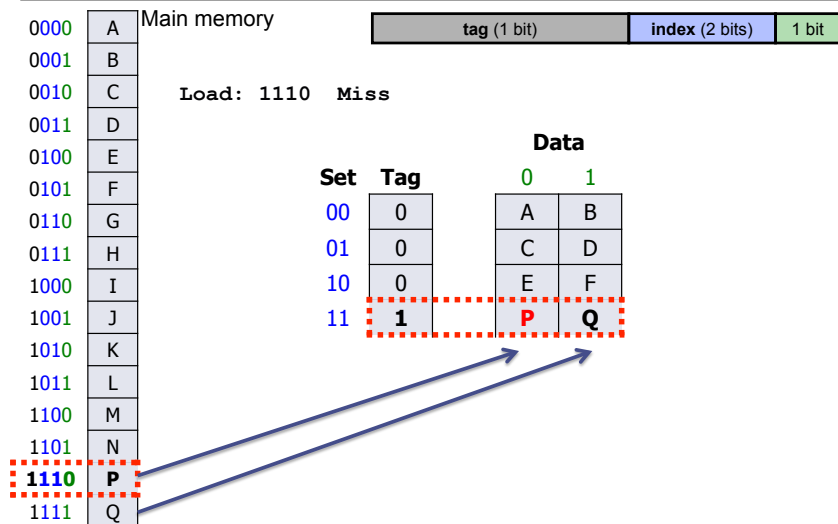 Main memory
tag (1 bit) index (2 bits) 1 bit
0000 A
0001 B
0010 C
0011 D
0100 E
0101 F
0110 G
0111 H
1000 I
1001 J
1010 K
1011 L
1100 M
1101 N
1110 P
1111 Q
Load: 1110 Miss
Data
Set Tag 0 1
00 0 A B
01 0 C D
10 0 E F
11 1 P Q